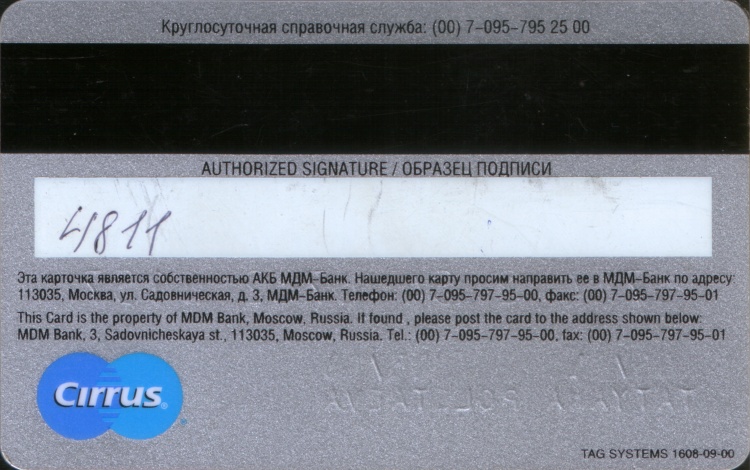 Круглосуточная справочная служба: (00) 7-095-795 25 00
AUTHORIZED SIGNATURE / ОБРАЗЕЦ ПОДПИСИ
4811
Эта карточка является собственностью АКБ МДМ-Банк. Нашедшего карту просим направить ее в МДМ-Банк по адресу:
113035, Москва, ул. Садовническая, д. 3, МДМ-Банк. Телефон: (00) 7-095-797-95-00, факс: (00) 7-095-797-95-01
This Card is the property of MDM Bank, Moscow, Russia. If found , please post the card to the address shown below:
MDM Bank, 3, Sadovnicheskaya st., 113035, Moscow, Russia. Tel.: (00) 7-095-797-95-00, fax: (00) 7-095-797-95-01
Cirrus®
TAG SYSTEMS 1608-09-00